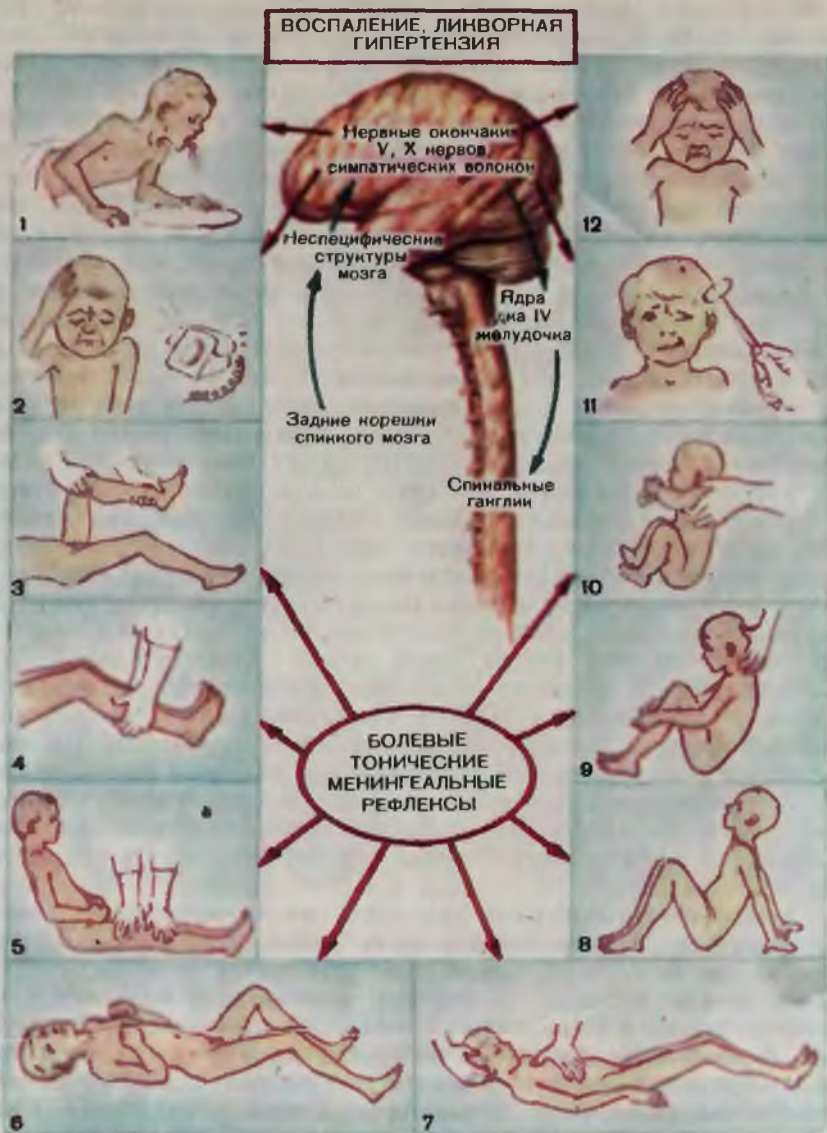 ВОСПАЛЕНИЕ, ЛИКВОРНАЯ
ГИПЕРТЕНЗИЯ
Нервные окончания
V, X нервов,
симпатических волокон
Неспецифические
структуры
мозга
Ядра
дна IV
желудочка
Задние корешки
спинного мозга
Спинальные
ганглии
БОЛЕВЫЕ
ТОНИЧЕСКИЕ
МЕНИНГЕАЛЬНЫЕ
РЕФЛЕКСЫ
1
2
3
4
5
6
7
8
9
10
11
12